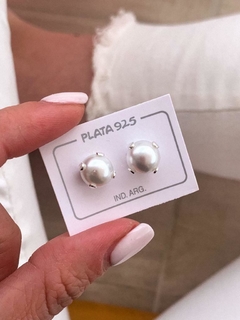 PLATA 925
IND. ARG.